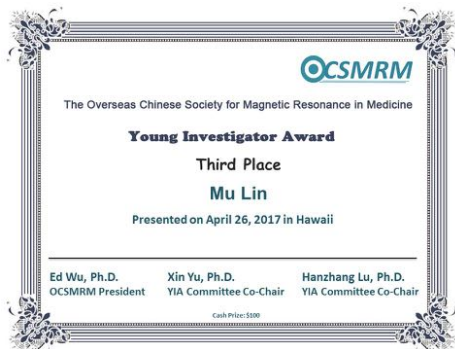 OCSMRM
The Overseas Chinese Society for Magnetic Resonance in Medicine
Young Investigator Award
Third Place
Mu Lin
Presented on April 26, 2017 in Hawaii
Ed Wu, Ph.D. Xin Yu, Ph.D. Hanzhang Lu, Ph.D.
OCSMRM President YIA Committee Co-Chair YIA Committee Co-Chair
Cash Prize: $100